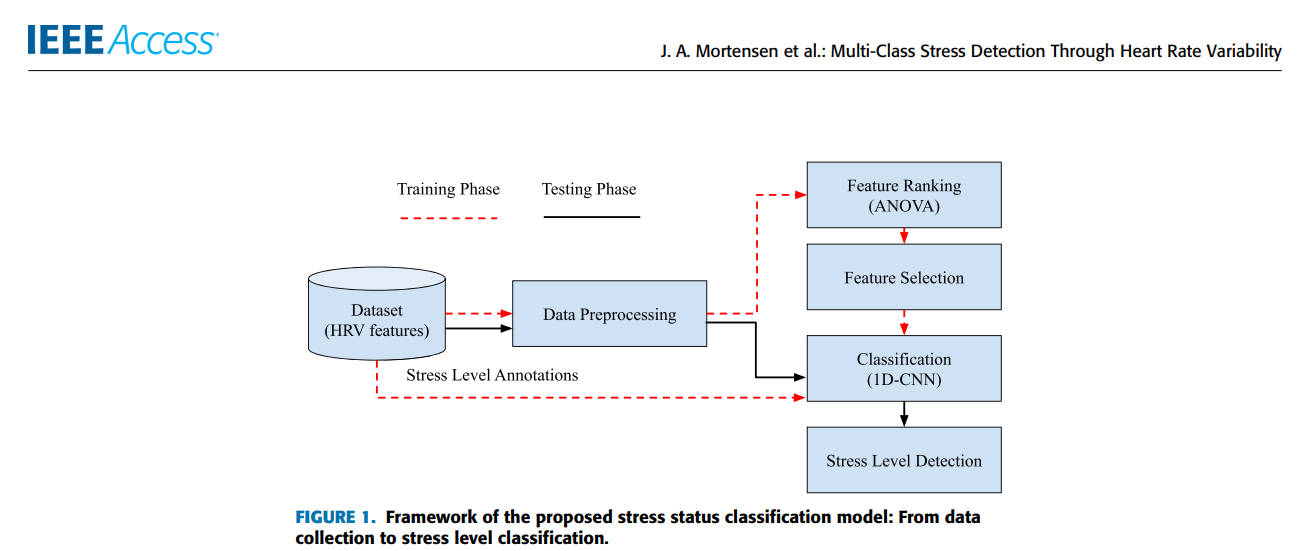 IEEE Access
J. A. Mortensen et al.: Multi-Class Stress Detection Through Heart Rate Variability
Training Phase
Testing Phase
Feature Ranking
(ANOVA)
Feature Selection
Dataset
(HRV features)
Data Preprocessing
Stress Level Annotations
Classification
(1D-CNN)
Stress Level Detection
FIGURE 1. Framework of the proposed stress status classification model: From data
collection to stress level classification.